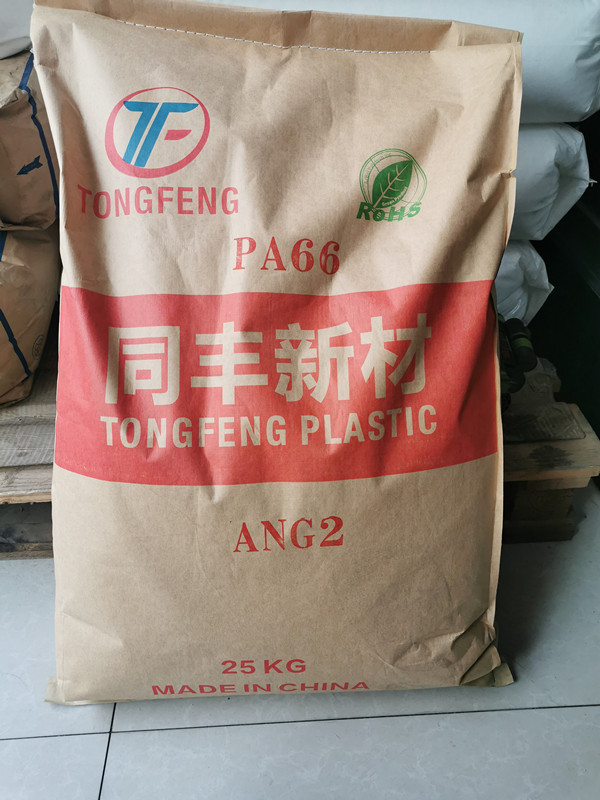 TF
TONGFENG
RoHS
PA66
同丰新材
TONGFENG PLASTIC
ANG2
25 KG
MADE IN CHINA